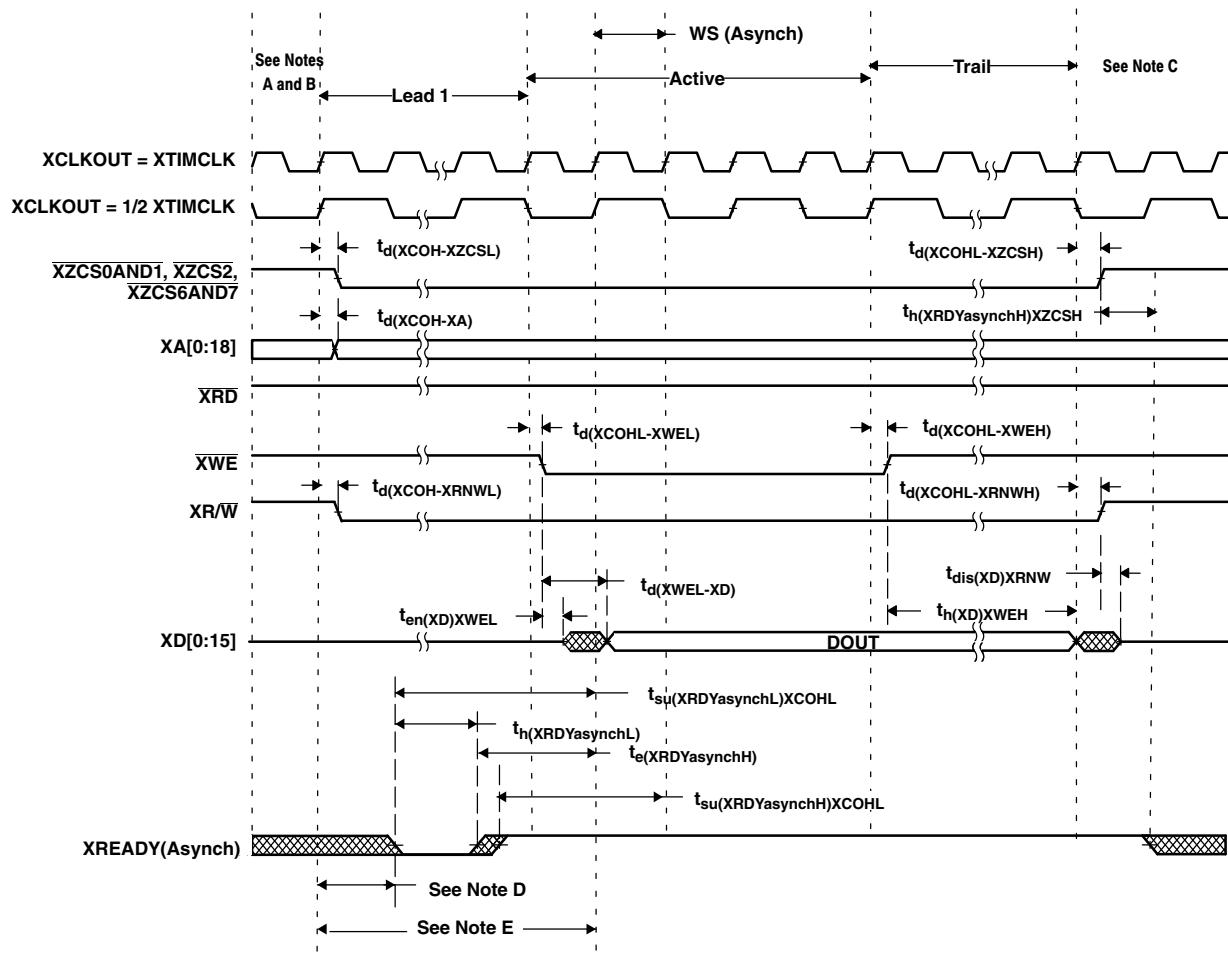 WS (Asynch)
See Notes
A and B
Lead 1
Active
Trail
See Note C
XCLKOUT = XTIMCLK
XCLKOUT = 1/2 XTIMCLK
td(XCOH-XZCSL)
td(XCOHL-XZCSH)
XZCS0AND1, XZCS2,
XZCS6AND7
td(XCOH-XA)
th(XRDYasynchH)XZCSH
XA[0:18]
XRD
td(XCOHL-XWEL)
td(XCOHL-XWEH)
XWE
td(XCOH-XRNWL)
td(XCOHL-XRNWH)
XR/W
tdis(XD)XRNW
td(XWEL-XD)
ten(XD)XWEL
th(XD)XWEH
XD[0:15]
DOUT
tsu(XRDYasynchL)XCOHL
th(XRDYasynchL)
te(XRDYasynchH)
tsu(XRDYasynchH)XCOHL
XREADY(Asynch)
See Note D
See Note E